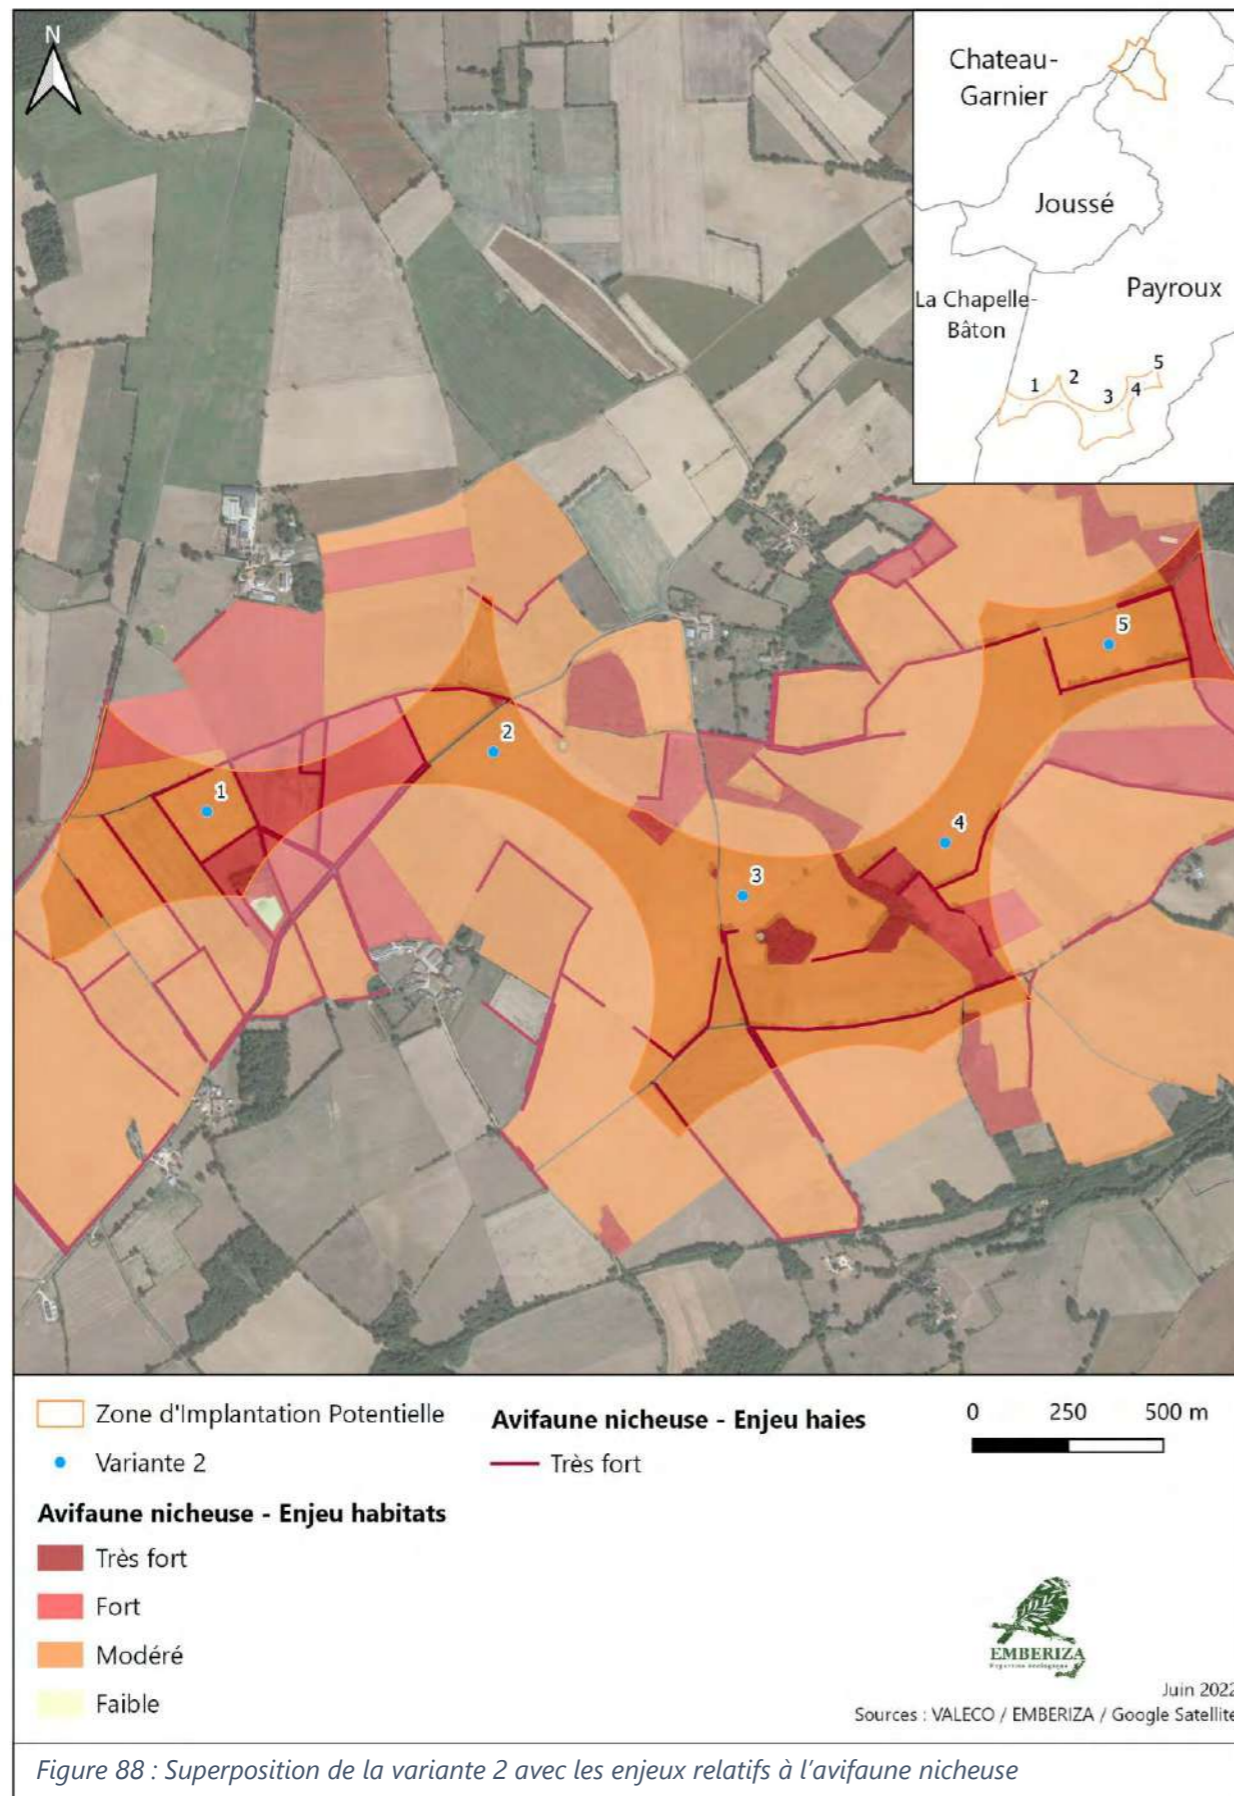 N
Chateau-
Garnier
Joussé
Payroux
La Chapelle-
Bâton
1
2
3
4
5
1
2
3
4
5
Zone d'Implantation Potentielle
Variante 2
Avifaune nicheuse - Enjeu habitats
Très fort
Fort
Modéré
Faible
Avifaune nicheuse - Enjeu haies
Très fort
0 250 500 m
EMBERIZA
Expertise écologique
Juin 2022
Sources : VALECO / EMBERIZA / Google Satellite
Figure 88 : Superposition de la variante 2 avec les enjeux relatifs à l'avifaune nicheuse